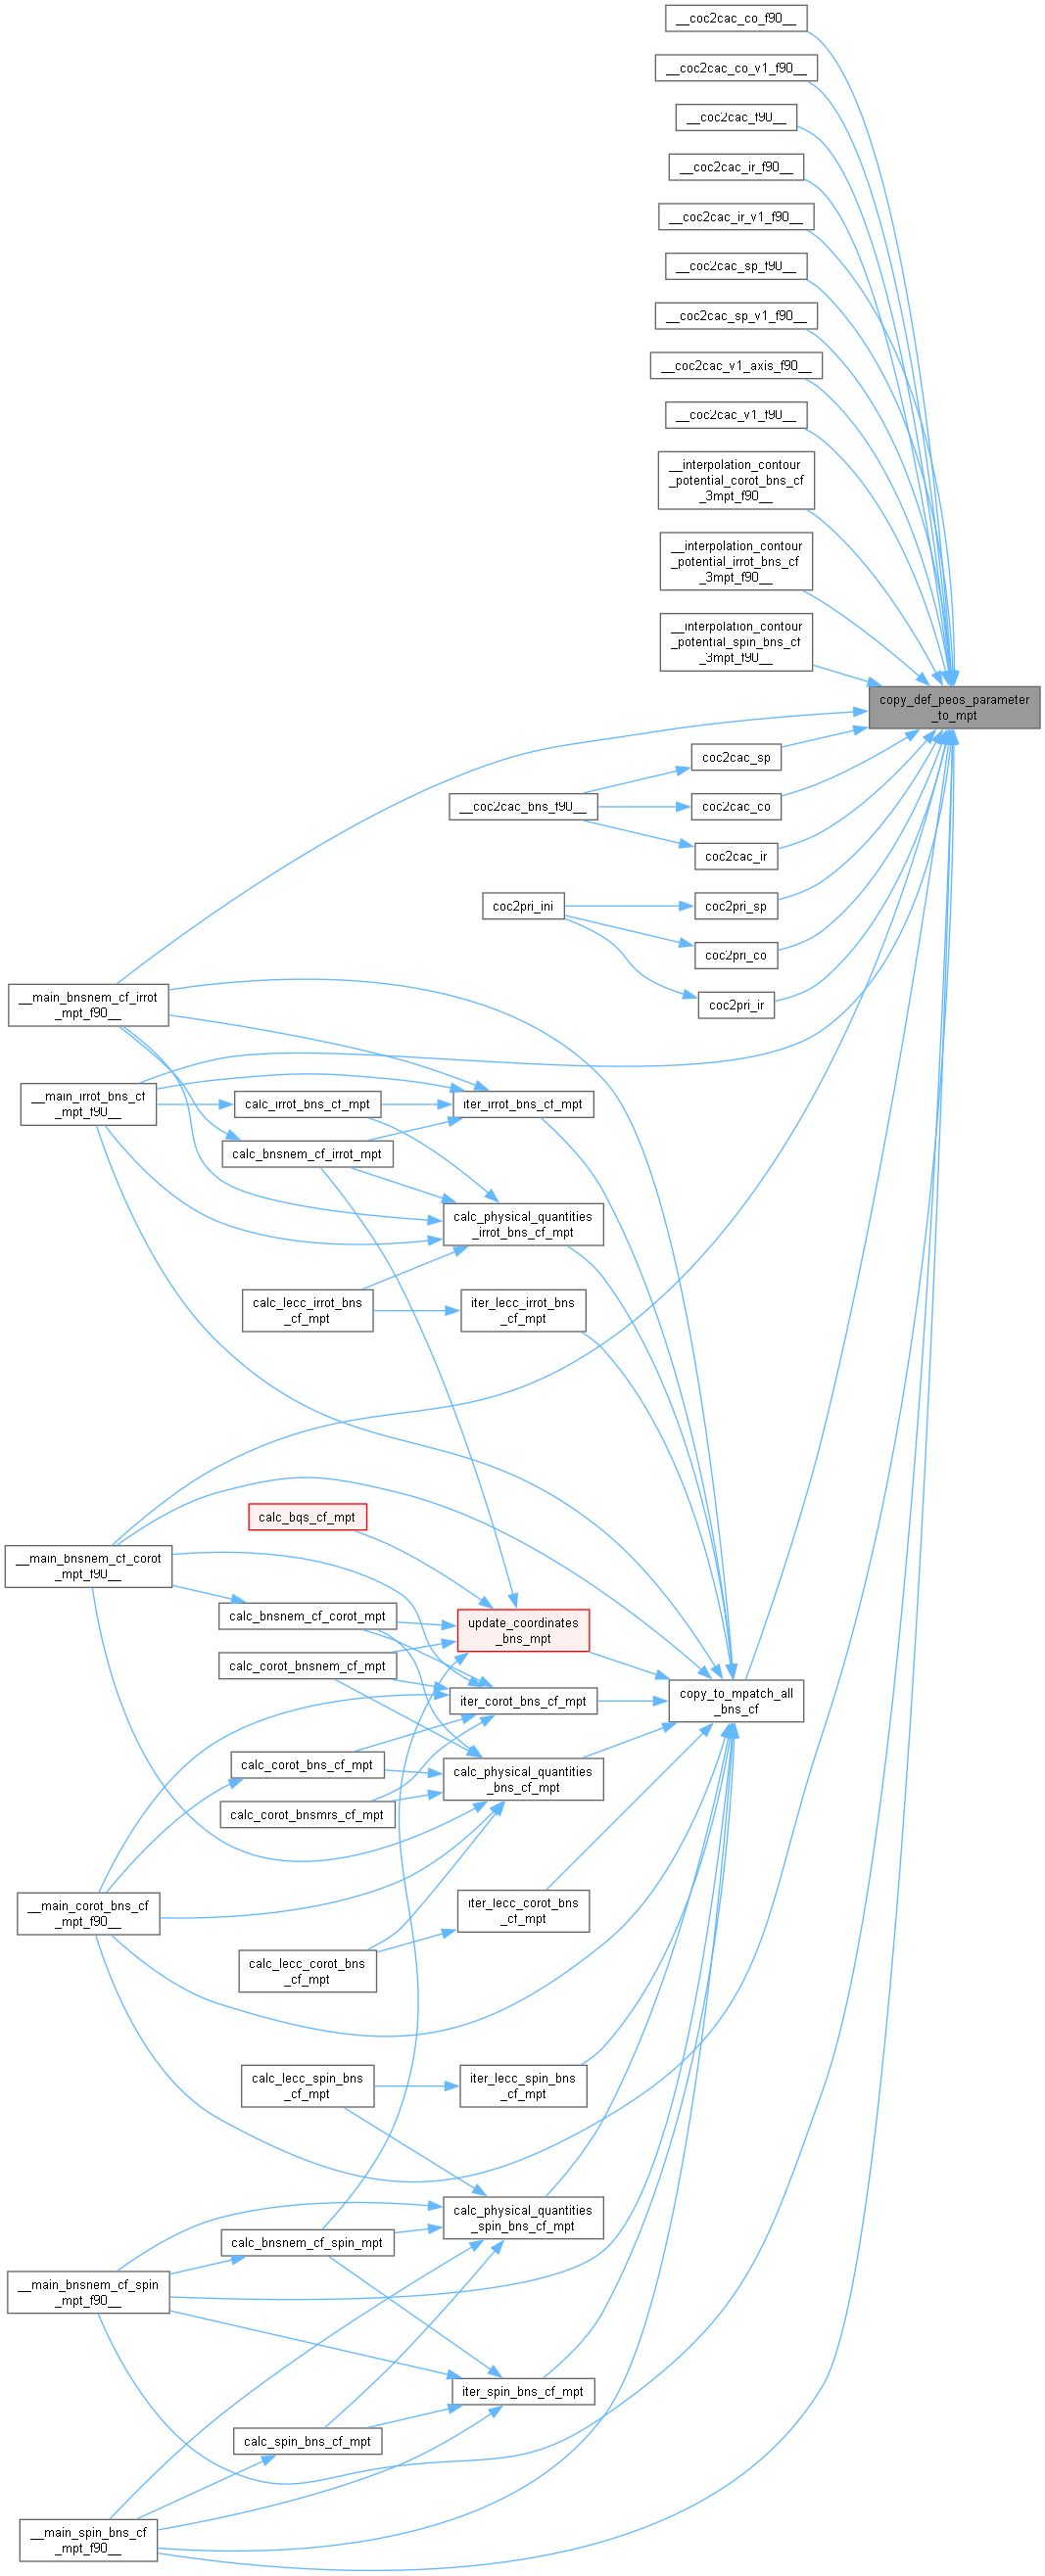 __coc2cac_co_f90__
__coc2cac_co_v1_f90__
__coc2cac_f90__
__coc2cac_ir_f90__
__coc2cac_ir_v1_f90__
__coc2cac_sp_f90__
__coc2cac_sp_v1_f90__
__coc2cac_v1_axis_f90__
__coc2cac_v1_f90__
__interpolation_contour
_potential_corot_bns_cf
_3mpt_f90__
__interpolation_contour
_potential_irrot_bns_cf
_3mpt_f90__
__interpolation_contour
_potential_spin_bns_cf
_3mpt_f90__
copy_def_peos_parameter
_to_mpt
coc2cac_sp
__coc2cac_bns_f90__
coc2cac_co
coc2cac_ir
coc2pri_ini
coc2pri_sp
coc2pri_co
coc2pri_ir
__main_bnsnem_cf_irrot
_mpt_f90__
__main_irrot_bns_cf
_mpt_f90__
calc_irrot_bns_cf_mpt
iter_irrot_bns_cf_mpt
calc_bnsnem_cf_irrot_mpt
calc_physical_quantities
_irrot_bns_cf_mpt
calc_lecc_irrot_bns
_cf_mpt
iter_lecc_irrot_bns
_cf_mpt
calc_bqs_cf_mpt
__main_bnsnem_cf_corot
_mpt_f90__
calc_bnsnem_cf_corot_mpt
update_coordinates
_bns_mpt
calc_corot_bnsnem_cf_mpt
iter_corot_bns_cf_mpt
copy_to_mpatch_all
_bns_cf
calc_corot_bns_cf_mpt
calc_physical_quantities
_bns_cf_mpt
calc_corot_bnsmrs_cf_mpt
__main_corot_bns_cf
_mpt_f90__
iter_lecc_corot_bns
_cf_mpt
calc_lecc_corot_bns
_cf_mpt
calc_lecc_spin_bns
_cf_mpt
iter_lecc_spin_bns
_cf_mpt
calc_physical_quantities
_spin_bns_cf_mpt
calc_bnsnem_cf_spin_mpt
__main_bnsnem_cf_spin
_mpt_f90__
iter_spin_bns_cf_mpt
calc_spin_bns_cf_mpt
__main_spin_bns_cf
_mpt_f90__